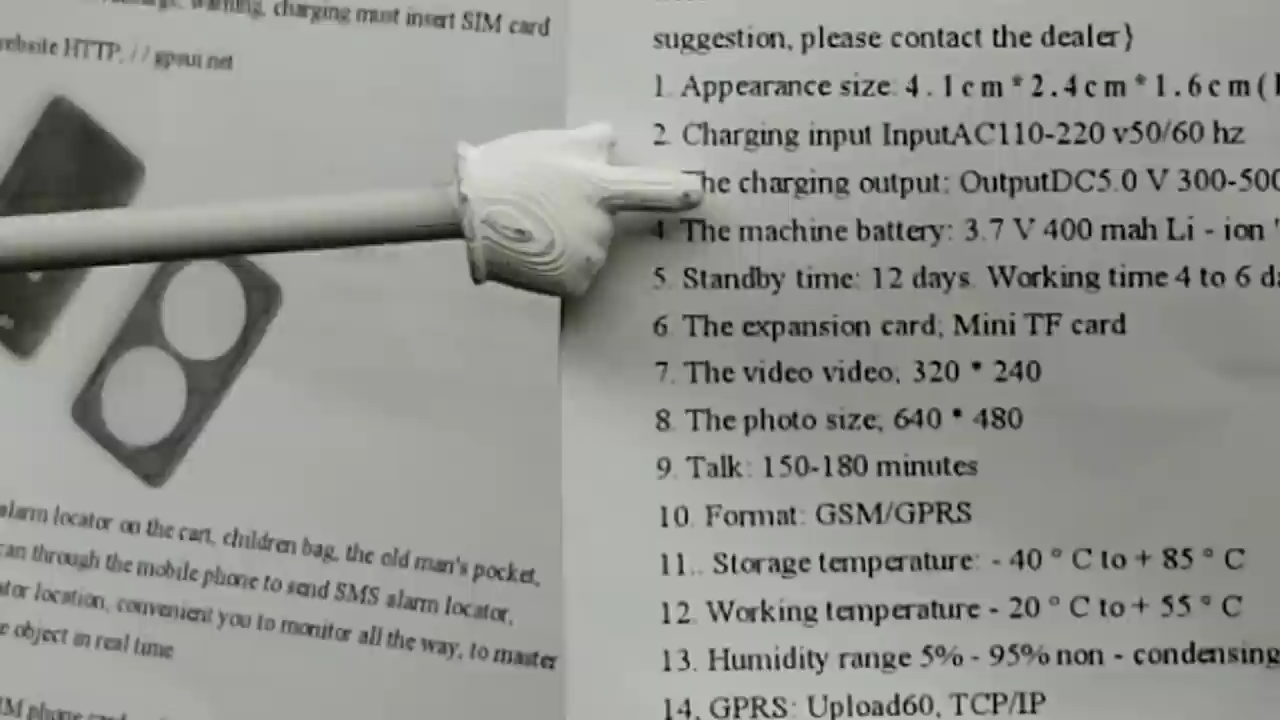 charging must insert SIM card
website HTTP, / / gpsui.net
alarm locator on the cart, children bag, the old man's pocket,
can through the mobile phone to send SMS alarm locator,
location, convenient you to monitor all the way, to master
object in real time
suggestion, please contact the dealer}
1. Appearance size: 4.1cm*2.4cm*1.6cm(
2. Charging input InputAC110-220 v50/60 hz
he charging output: OutputDC5.0 V 300-500
4. The machine battery: 3.7 V 400 mah Li - ion
5. Standby time: 12 days. Working time 4 to 6
6. The expansion card, Mini TF card
7. The video video, 320 * 240
8. The photo size, 640 * 480
9. Talk: 150-180 minutes
10. Format: GSM/GPRS
11.. Storage temperature: - 40 ° C to + 85 ° C
12. Working temperature - 20 ° C to + 55 ° C
13. Humidity range 5% - 95% non - condensing
14, GPRS: Upload60, TCP/IP